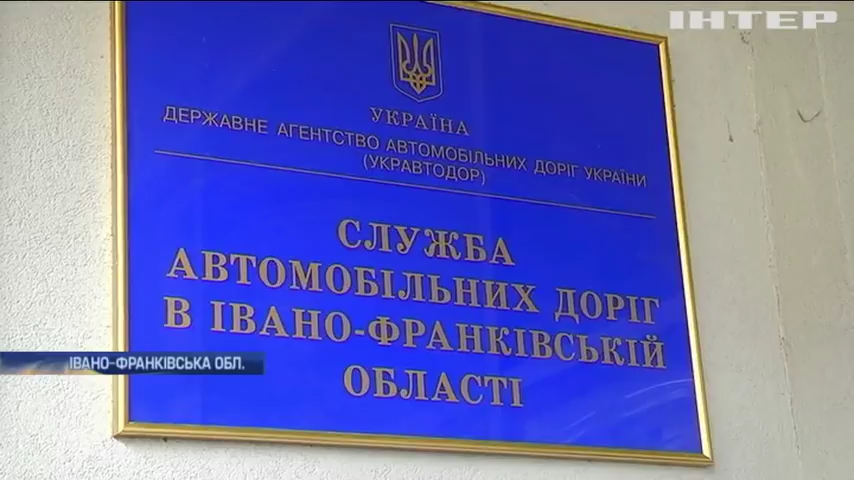 ІНТЕР
УКРАЇНА
ДЕРЖАВНЕ АГЕНТСТВО АВТОМОБІЛЬНИХ ДОРІГ УКРАЇНИ
(УКРАВТОДОР)
СЛУЖБА
АВТОМОБІЛЬНИХ ДОРІГ
В ІВАНО-ФРАНКІВСЬКІЙ
ОБЛАСТІ
ІВАНО-ФРАНКІВСЬКА ОБЛ.